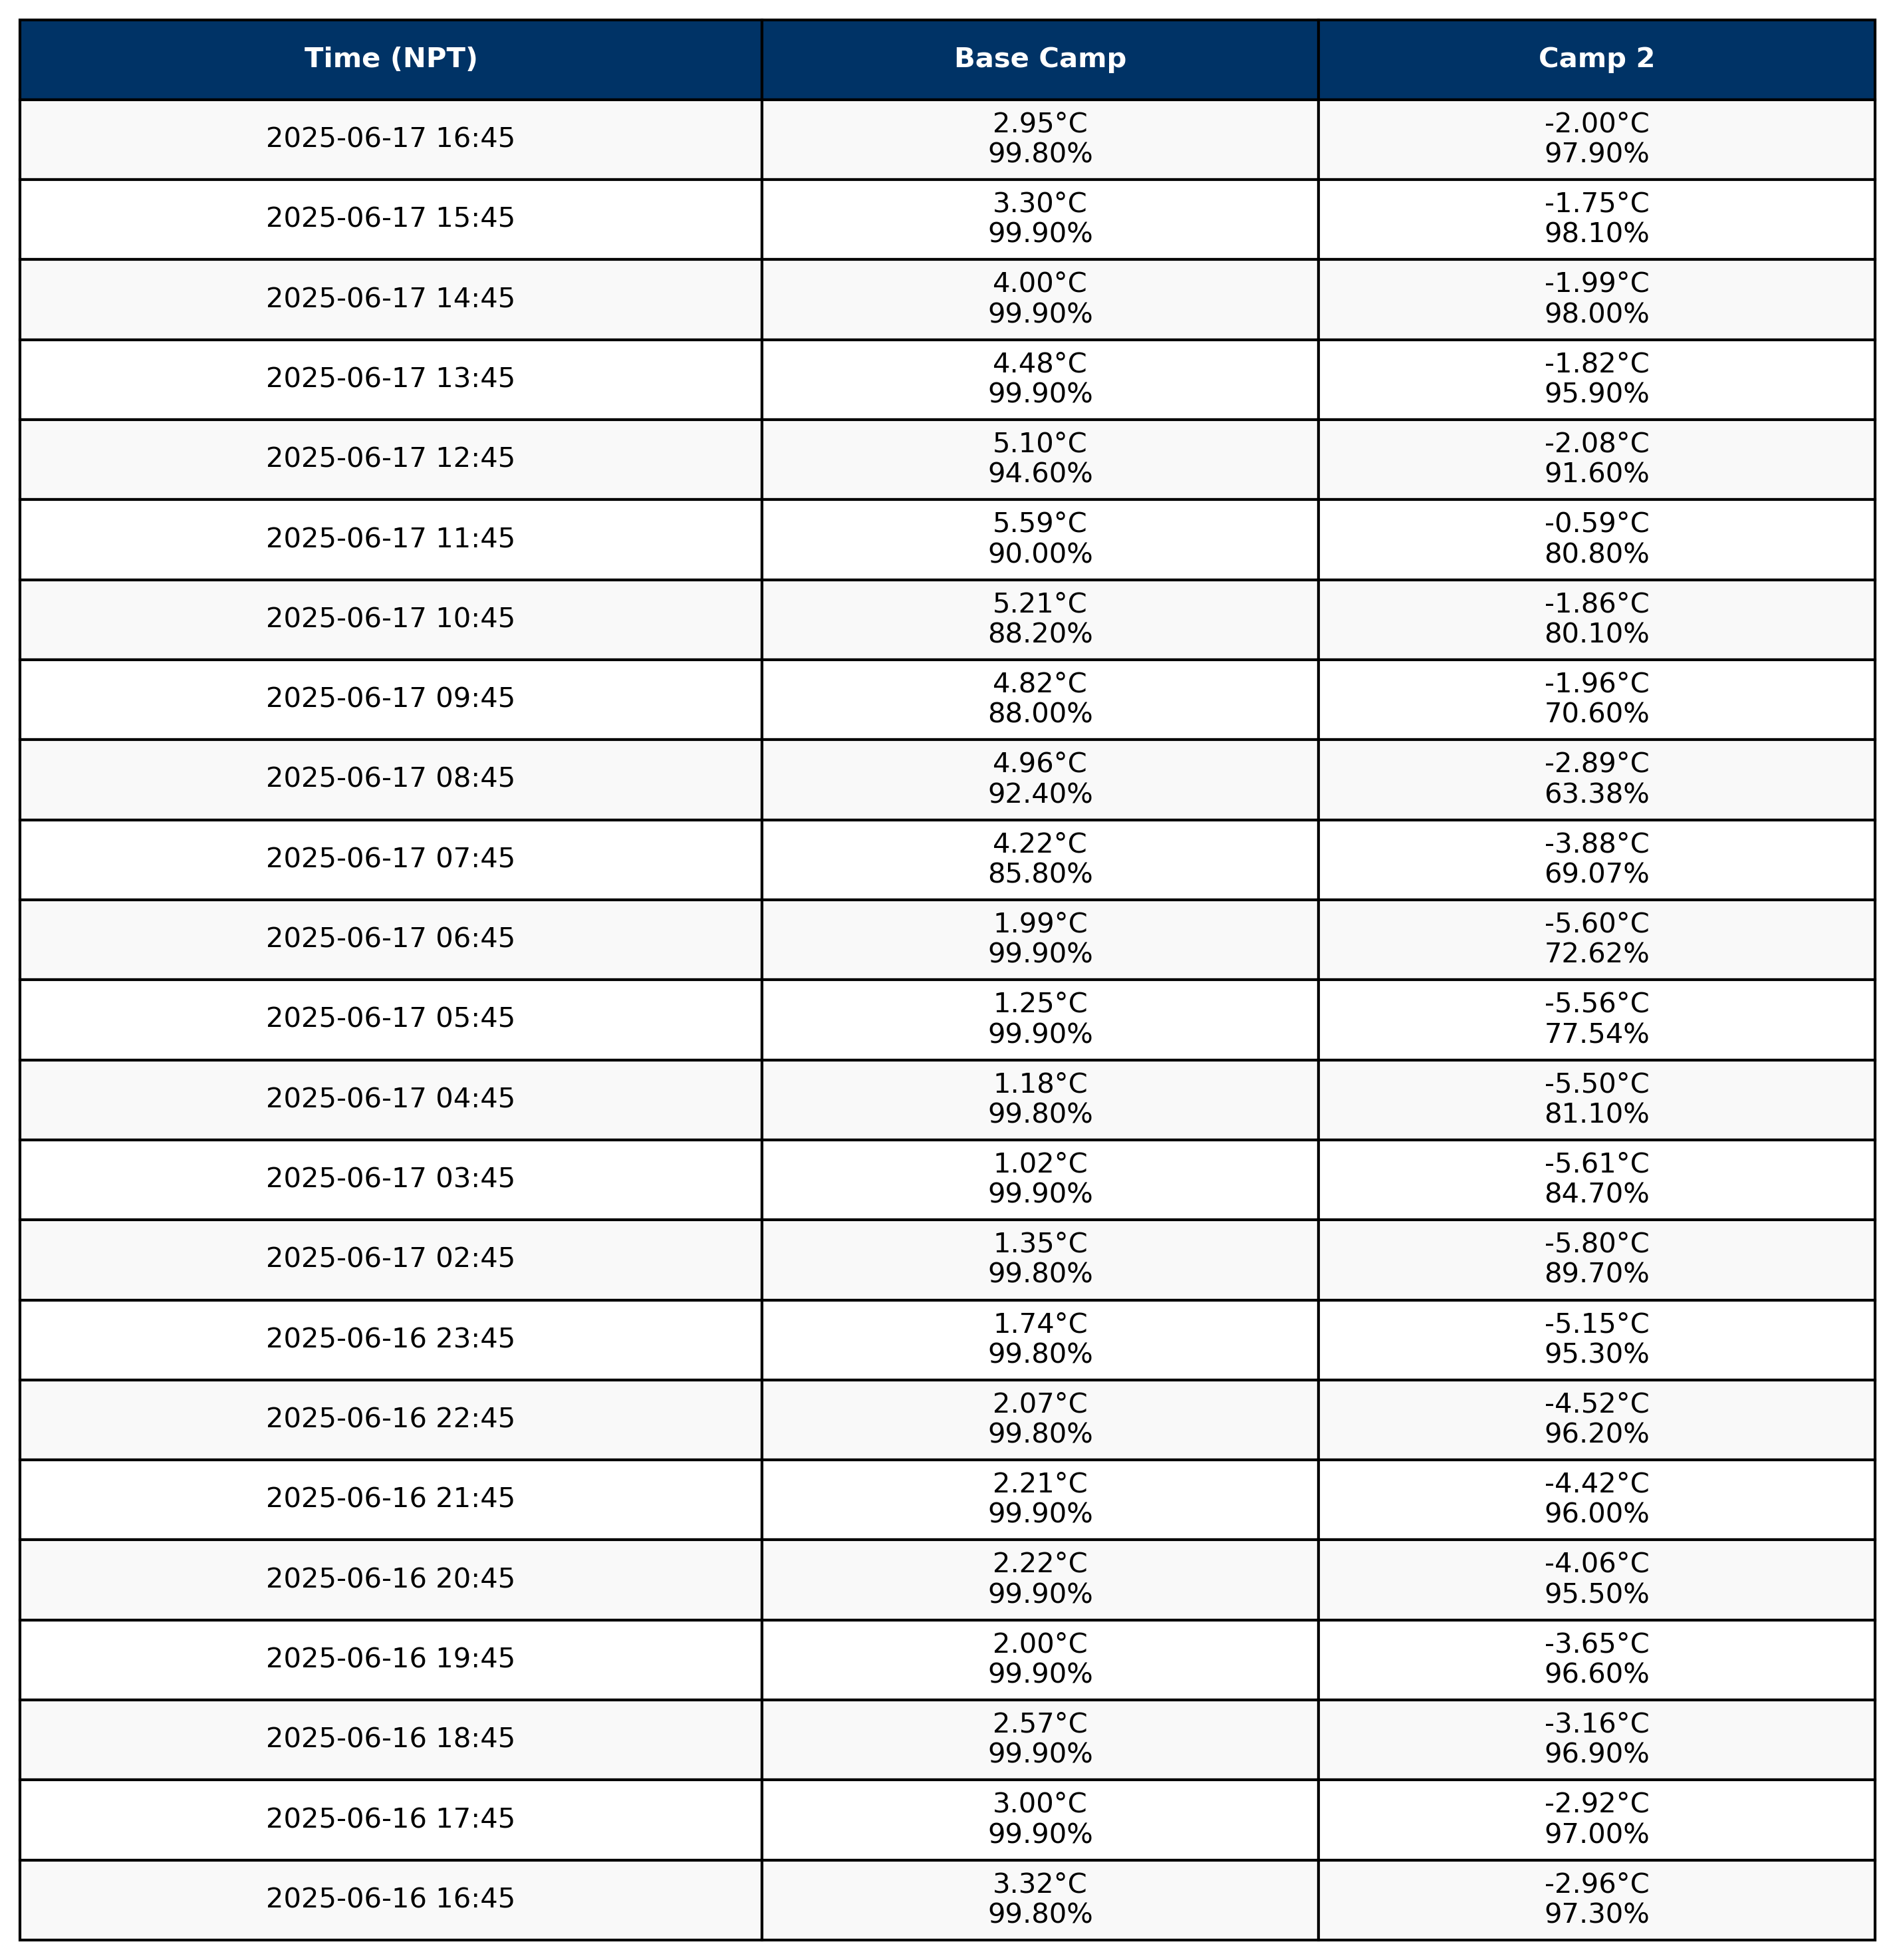 Time (NPT) Base Camp Camp 2
2025-06-17 16:45 2.95°C -2.00°C
99.80% 97.90%
2025-06-17 15:45 3.30°C -1.75°C
99.90% 98.10%
2025-06-17 14:45 4.00°C -1.99°C
99.90% 98.00%
2025-06-17 13:45 4.48°C -1.82°C
99.90% 95.90%
2025-06-17 12:45 5.10°C -2.08°C
94.60% 91.60%
2025-06-17 11:45 5.59°C -0.59°C
90.00% 80.80%
2025-06-17 10:45 5.21°C -1.86°C
88.20% 80.10%
2025-06-17 09:45 4.82°C -1.96°C
88.00% 70.60%
2025-06-17 08:45 4.96°C -2.89°C
92.40% 63.38%
2025-06-17 07:45 4.22°C -3.88°C
85.80% 69.07%
2025-06-17 06:45 1.99°C -5.60°C
99.90% 72.62%
2025-06-17 05:45 1.25°C -5.56°C
99.90% 77.54%
2025-06-17 04:45 1.18°C -5.50°C
99.80% 81.10%
2025-06-17 03:45 1.02°C -5.61°C
99.90% 84.70%
2025-06-17 02:45 1.35°C -5.80°C
99.80% 89.70%
2025-06-16 23:45 1.74°C -5.15°C
99.80% 95.30%
2025-06-16 22:45 2.07°C -4.52°C
99.80% 96.20%
2025-06-16 21:45 2.21°C -4.42°C
99.90% 96.00%
2025-06-16 20:45 2.22°C -4.06°C
99.90% 95.50%
2025-06-16 19:45 2.00°C -3.65°C
99.90% 96.60%
2025-06-16 18:45 2.57°C -3.16°C
99.90% 96.90%
2025-06-16 17:45 3.00°C -2.92°C
99.90% 97.00%
2025-06-16 16:45 3.32°C -2.96°C
99.80% 97.30%